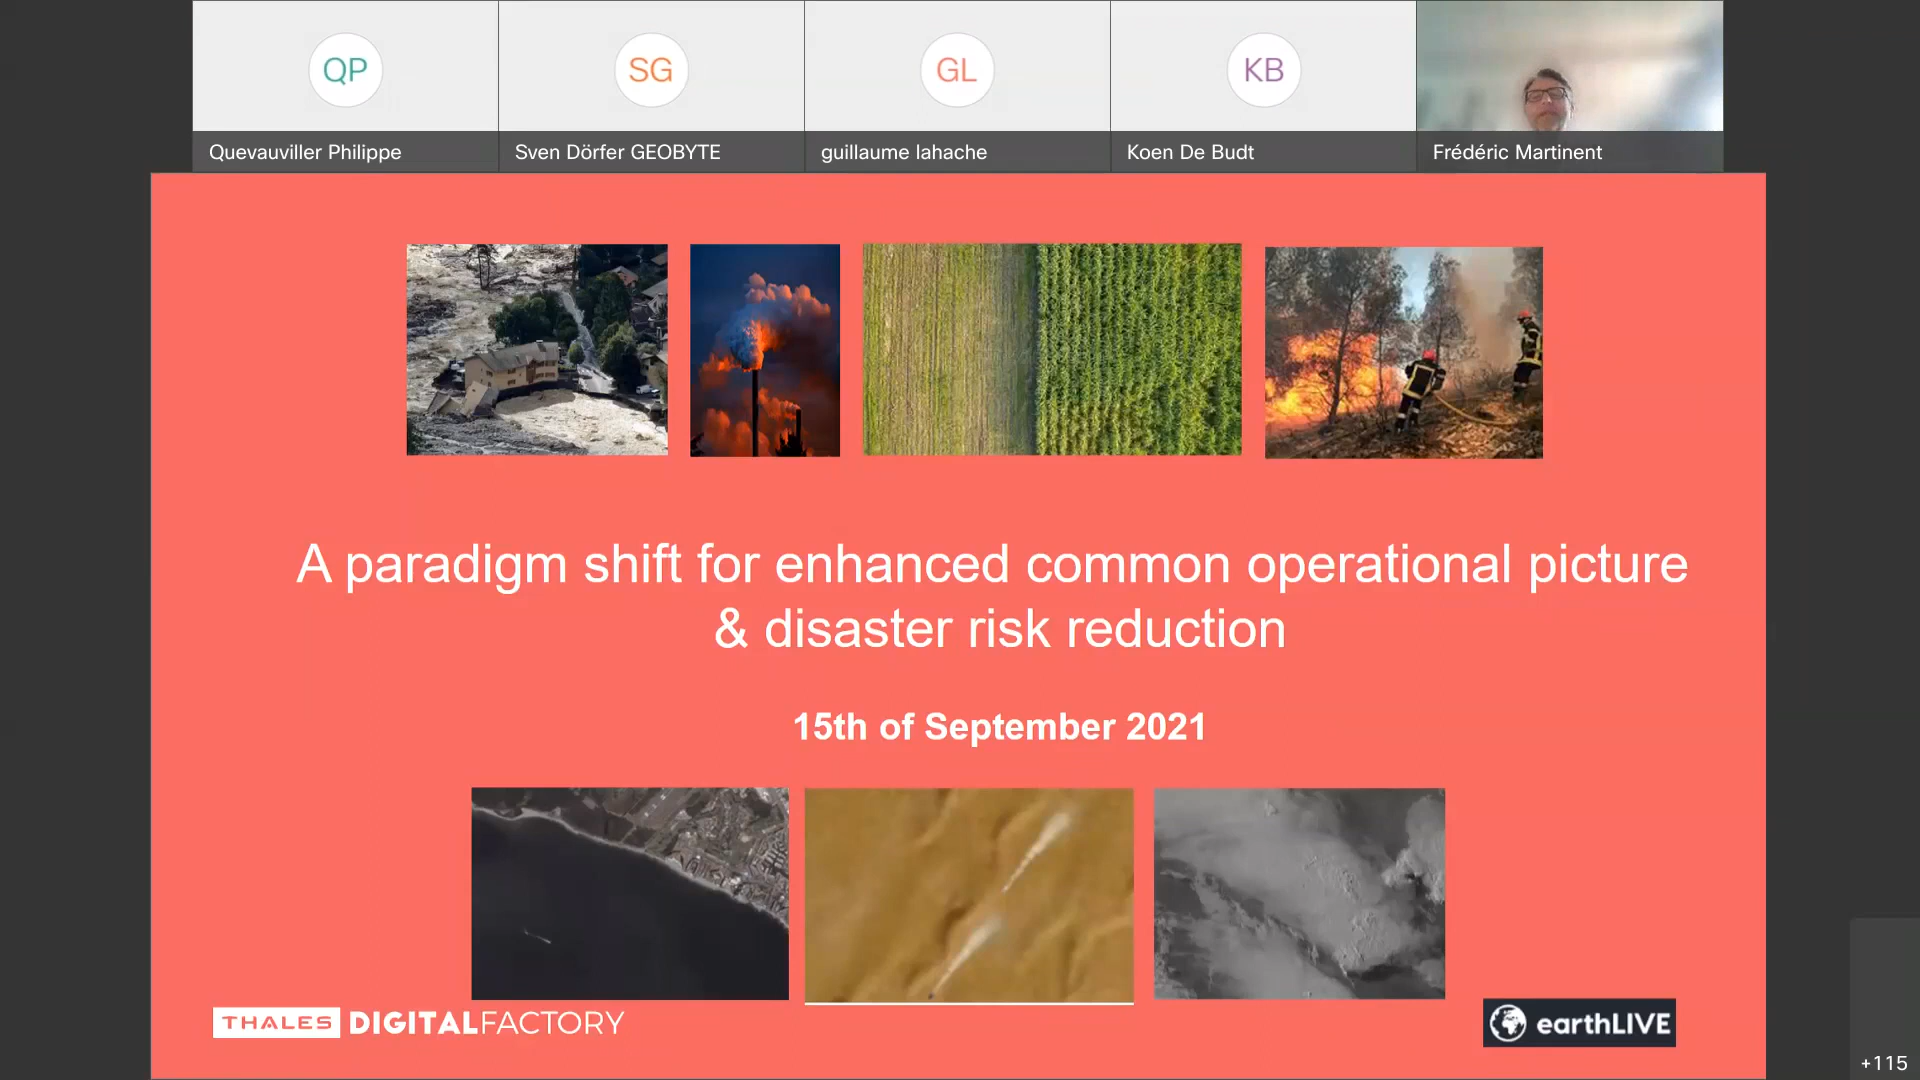 QP
SG
GL
KB
Quevauviller Philippe
Sven Dörfer GEOBYTE
guillaume lahache
Koen De Budt
Frédéric Martinent
A paradigm shift for enhanced common operational picture
& disaster risk reduction
15th of September 2021
THALES DIGITALFACTORY
earthLIVE
+115